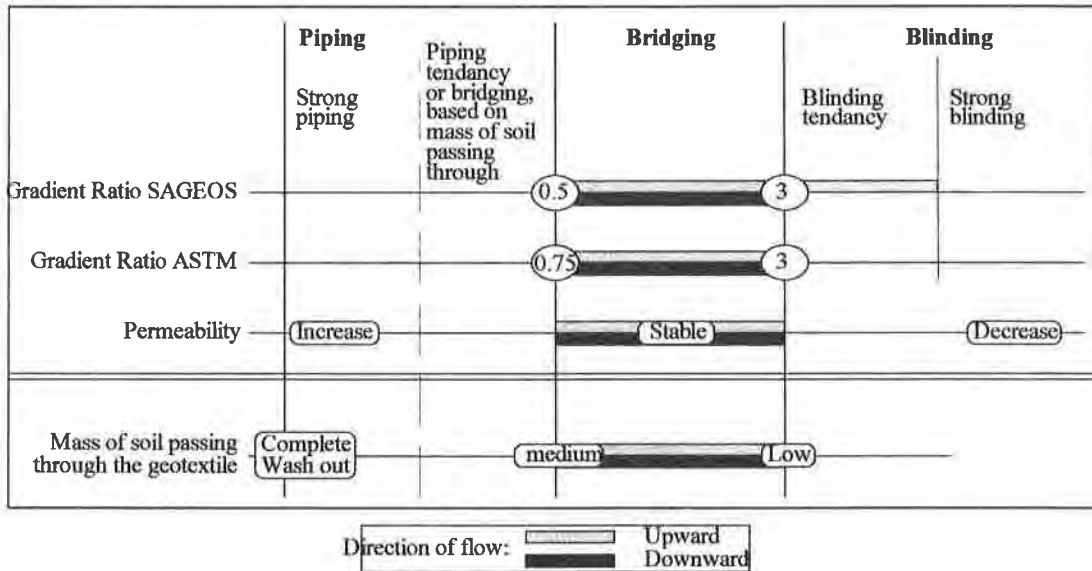 Piping
Bridging
Blinding
Strong
piping
Piping
tendancy
or bridging,
based on
mass of soil
passing
through
Blinding
tendancy
Strong
blinding
Gradient Ratio SAGEOS
0.5
3
Gradient Ratio ASTM
0.75
3
Permeability
Increase
Stable
Decrease
Mass of soil passing
through the geotextile
Complete
Wash out
medium
Low
Direction of flow:
Upward
Downward